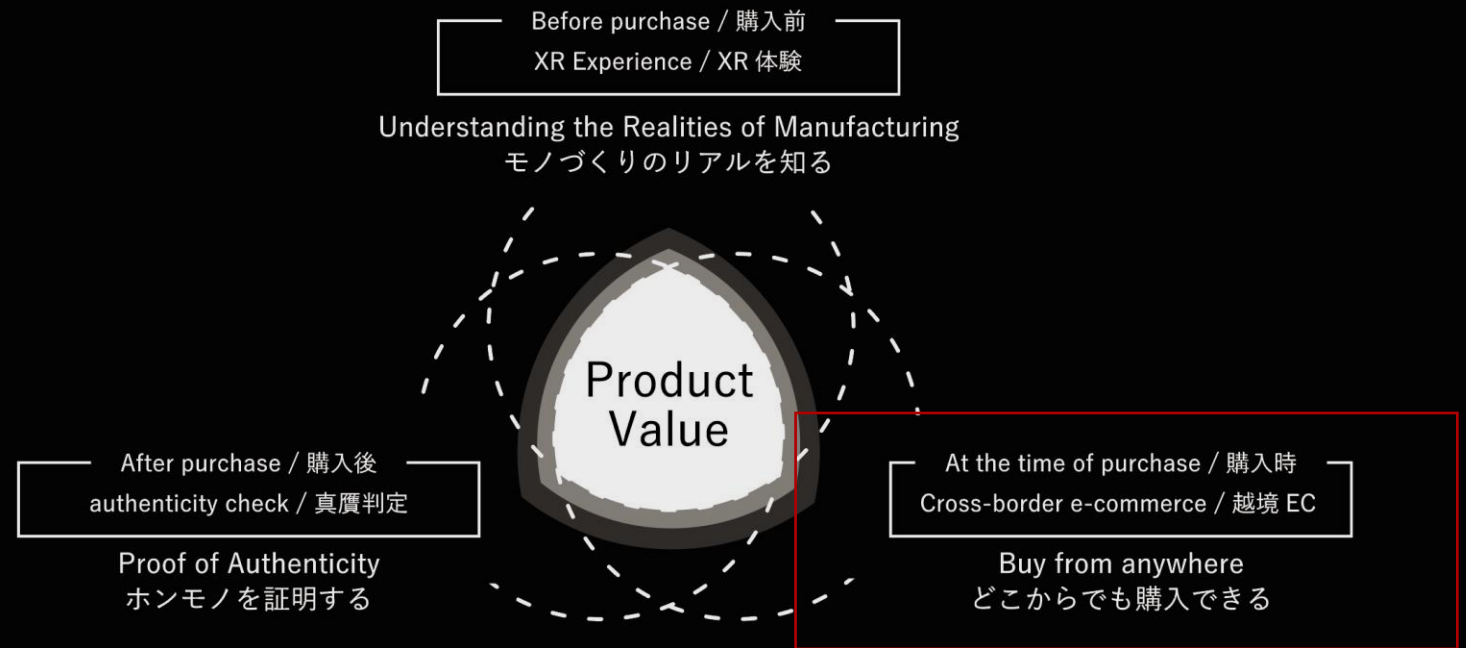 Before purchase / 購入前
XR Experience / XR 体験
Understanding the Realities of Manufacturing
モノづくりのリアルを知る
Product
Value
After purchase / 購入後
authenticity check / 真贋判定
Proof of Authenticity
ホンモノを証明する
At the time of purchase / 購入時
Cross-border e-commerce / 越境 EC
Buy from anywhere
どこからでも購入できる